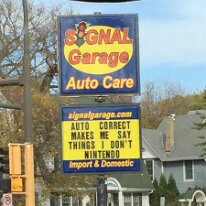 SIGNAL
Garage
Auto Care
signalgarage.com
AUTO CORRECT
MAKES ME SAY
THINGS I DON'T
NINTENDO
Import & Domestic